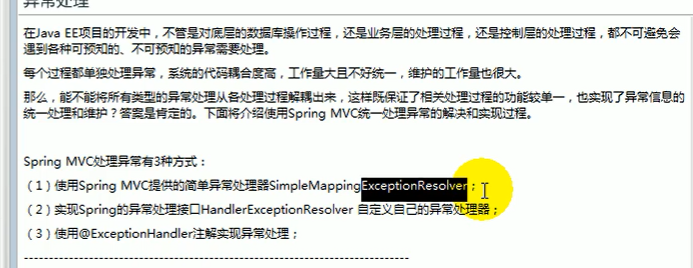 异常处理
在Java EE项目的开发中，不管是对底层的数据库操作过程，还是业务层的处理过程，还是控制层的处理过程，都不可避免会
遇到各种可预知的、不可预知的异常需要处理。
每个过程都单独处理异常，系统的代码耦合度高，工作量大且不好统一，维护的工作量也很大。
那么，能不能将所有类型的异常处理从各处理过程解耦出来，这样既保证了相关处理过程的功能较单一，也实现了异常信息的
统一处理和维护？答案是肯定的。下面将介绍使用Spring MVC统一处理异常的解决和实现过程。
Spring MVC处理异常有3种方式：
（1）使用Spring MVC提供的简单异常处理器SimpleMappingExceptionResolver；
（2）实现Spring的异常处理接口HandlerExceptionResolver 自定义自己的异常处理器；
（3）使用@ExceptionHandler注解实现异常处理；